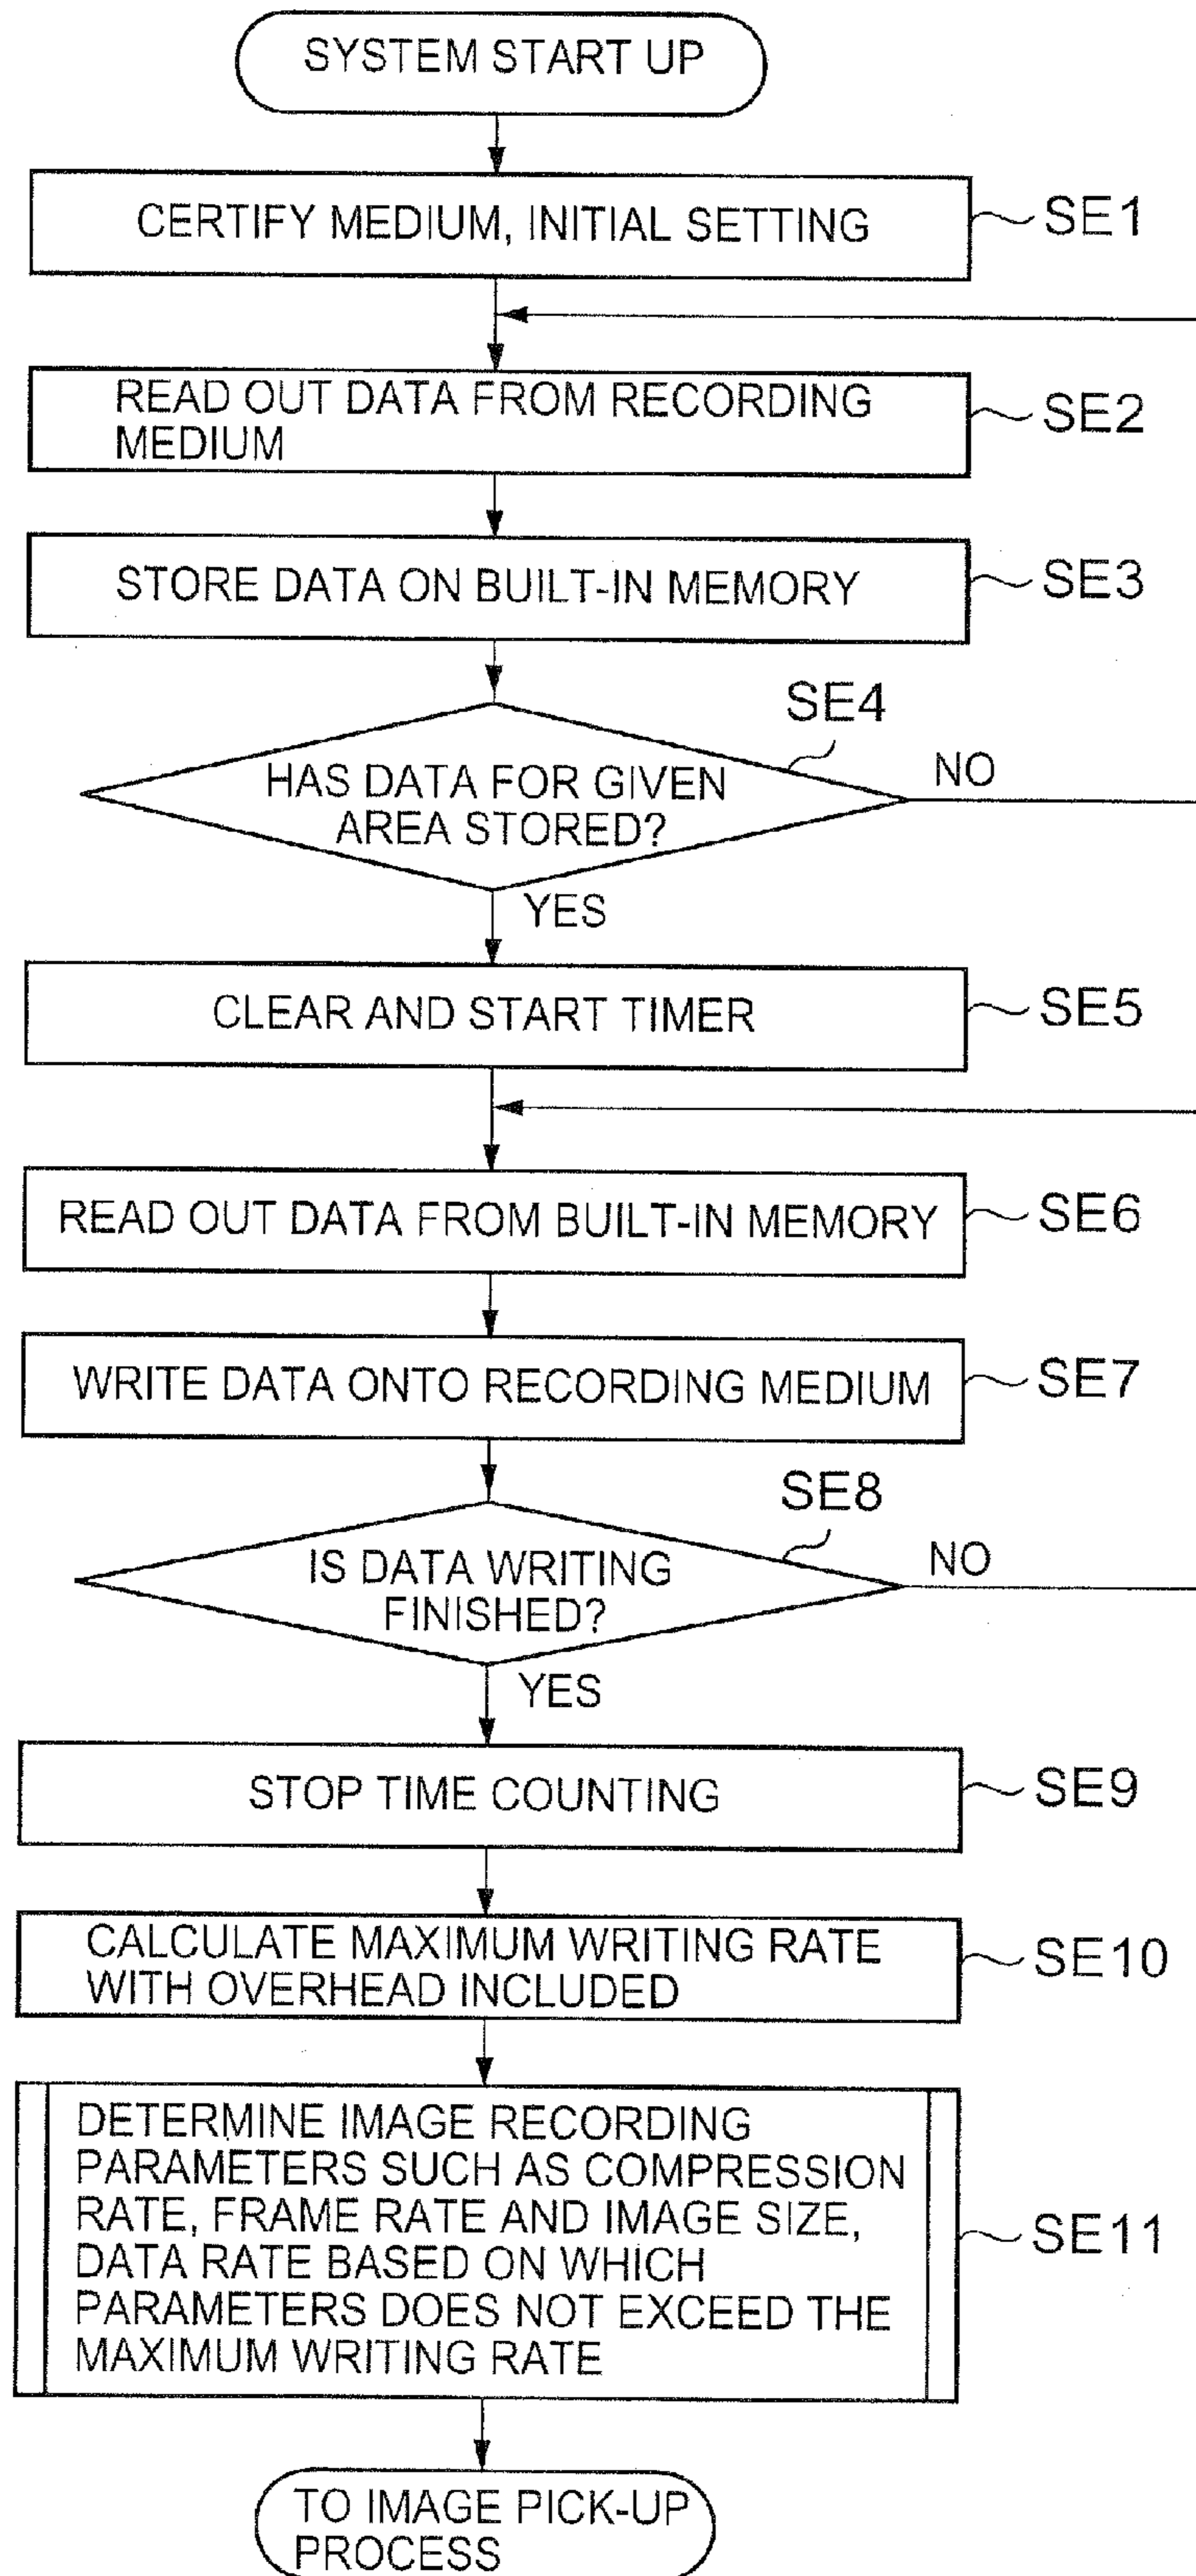 SYSTEM START UP
CERTIFY MEDIUM, INITIAL SETTING
SE1
READ OUT DATA FROM RECORDING
MEDIUM
SE2
STORE DATA ON BUILT-IN MEMORY
SE3
SE4
HAS DATA FOR GIVEN
AREA STORED?
NO
YES
CLEAR AND START TIMER
SE5
READ OUT DATA FROM BUILT-IN MEMORY
SE6
WRITE DATA ONTO RECORDING MEDIUM
SE7
SE8
IS DATA WRITING
FINISHED?
NO
YES
STOP TIME COUNTING
SE9
CALCULATE MAXIMUM WRITING RATE
WITH OVERHEAD INCLUDED
SE10
DETERMINE IMAGE RECORDING
PARAMETERS SUCH AS COMPRESSION
RATE, FRAME RATE AND IMAGE SIZE,
DATA RATE BASED ON WHICH
PARAMETERS DOES NOT EXCEED THE
MAXIMUM WRITING RATE
SE11
TO IMAGE PICK-UP
PROCESS